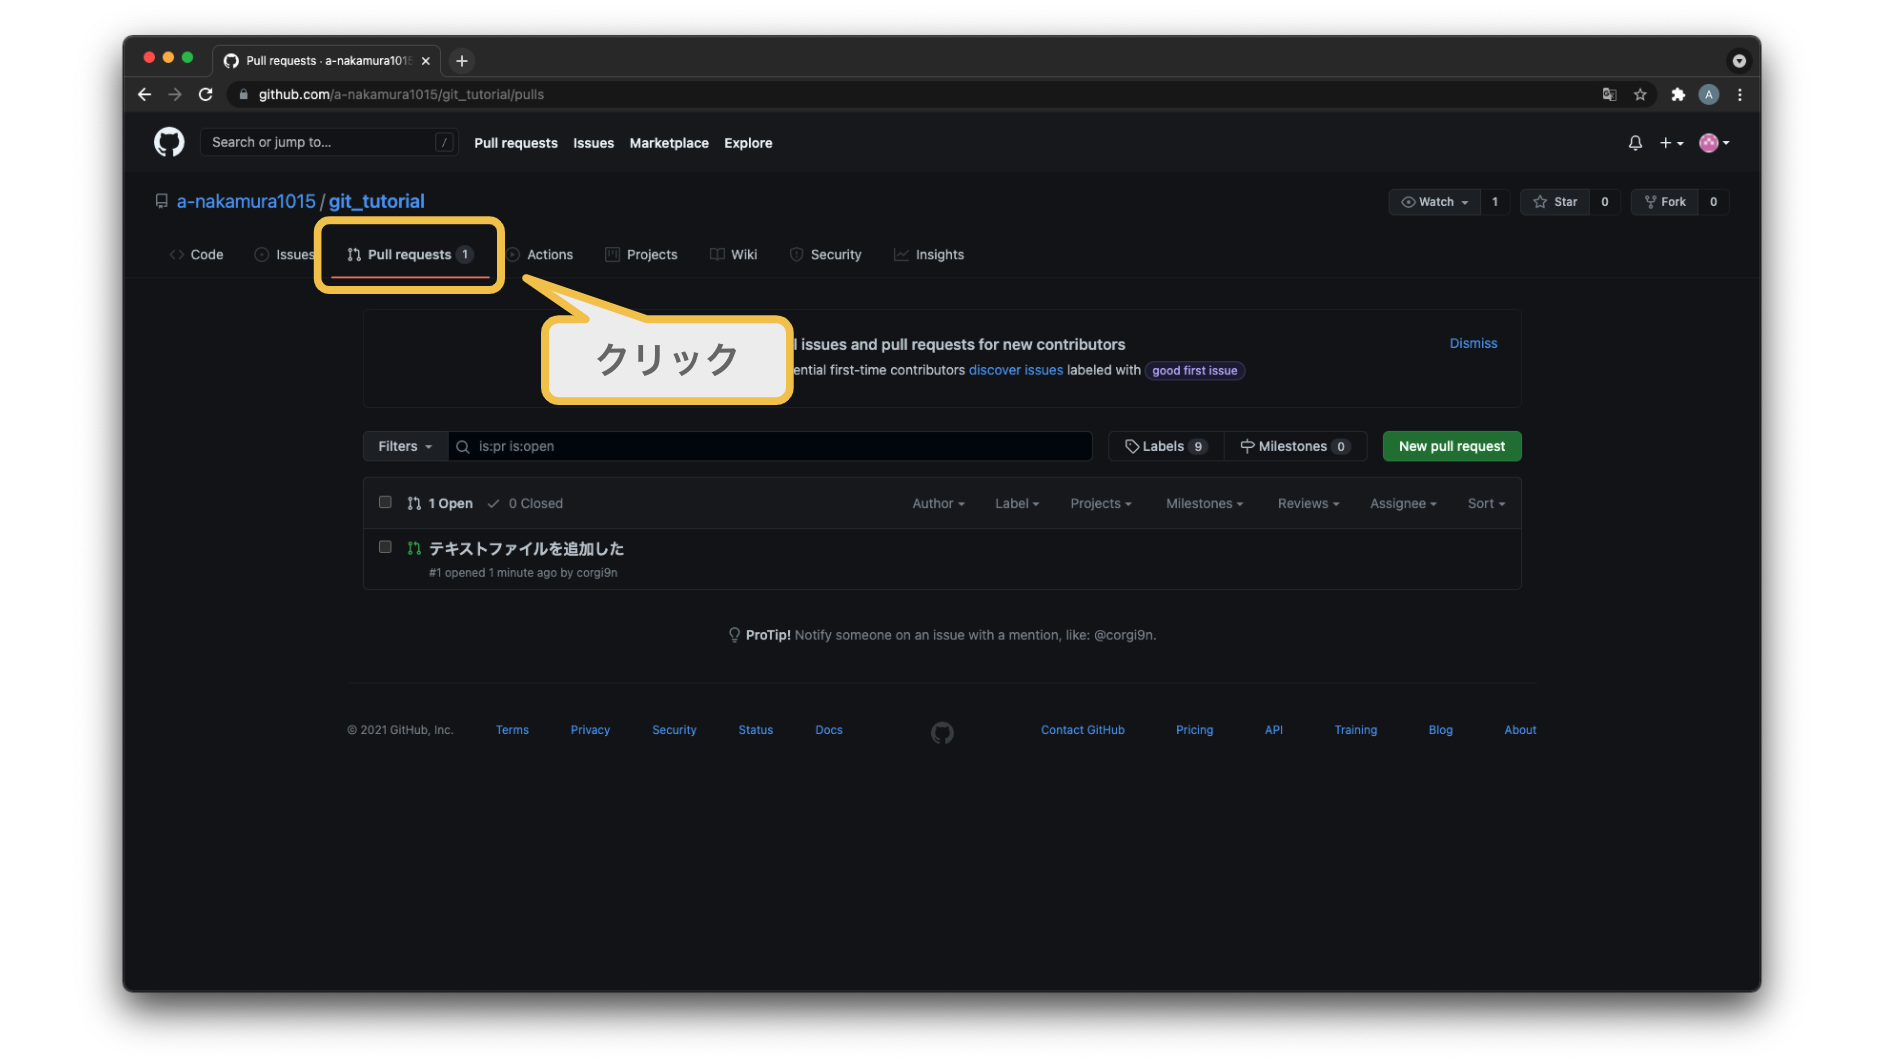 Pull requests · a-nakamura1015
github.com/a-nakamura1015/git_tutorial/pulls
A
Search or jump to... /
Pull requests Issues Marketplace Explore
a-nakamura1015 / git_tutorial
Watch 1 Star 0 Fork 0
Code Issues Pull requests 1 Actions Projects Wiki Security Insights
クリック
issues and pull requests for new contributors
Dismiss
first-time contributors discover issues labeled with good first issue
Filters is:pr is:open Labels 9 Milestones 0 New pull request
1 Open 0 Closed Author Label Projects Milestones Reviews Assignee Sort
テキストファイルを追加した
#1 opened 1 minute ago by corgi9n
ProTip! Notify someone on an issue with a mention, like: @corgi9n.
© 2021 GitHub, Inc. Terms Privacy Security Status Docs Contact GitHub Pricing API Training Blog About